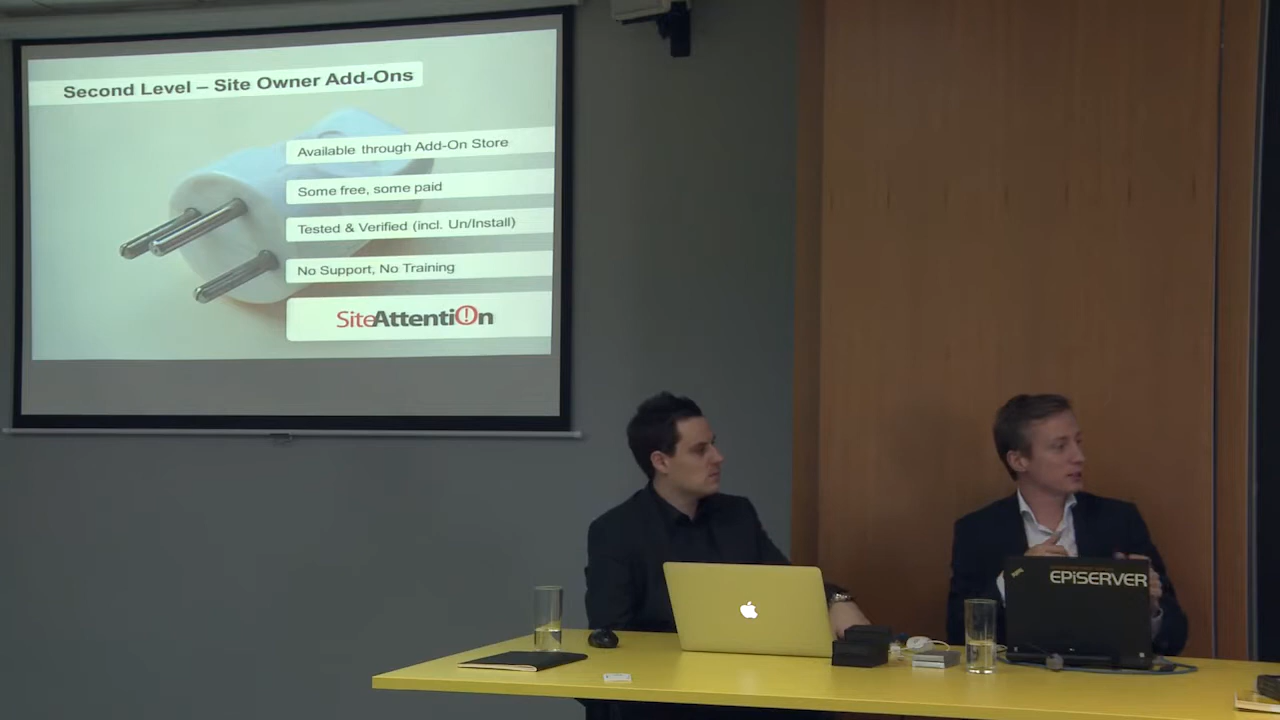 Second Level – Site Owner Add-Ons
Available through Add-On Store
Some free, some paid
Tested & Verified (incl. Un/Install)
No Support, No Training
SiteAttention
EPiSERVER